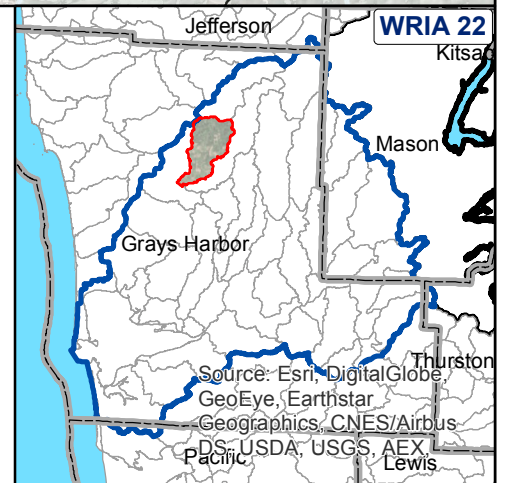 Jefferson
WRIA 22
Kitsap
Mason
Grays Harbor
Thurston
Source: Esri, DigitalGlobe,
GeoEye, Earthstar
Geographics, CNES/Airbus
DS, USDA, USGS, AEX,
Pacific
Lewis